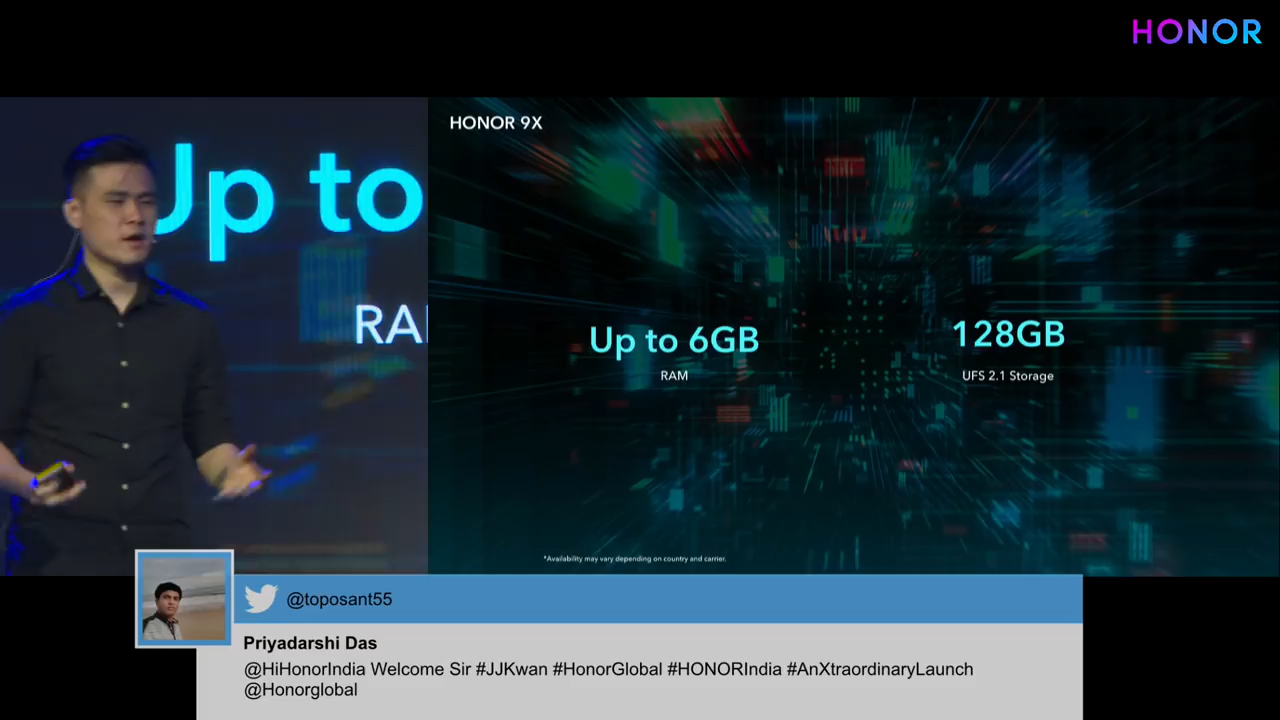 HONOR
HONOR 9X
Up to
RA
Up to 6GB
RAM
128GB
UFS 2.1 Storage
*Availability may vary depending on country and carrier.
@toposant55
Priyadarshi Das
@HiHonorIndia Welcome Sir #JJKwan #HonorGlobal #HONORIndia #AnXtraordinaryLaunch
@Honorglobal